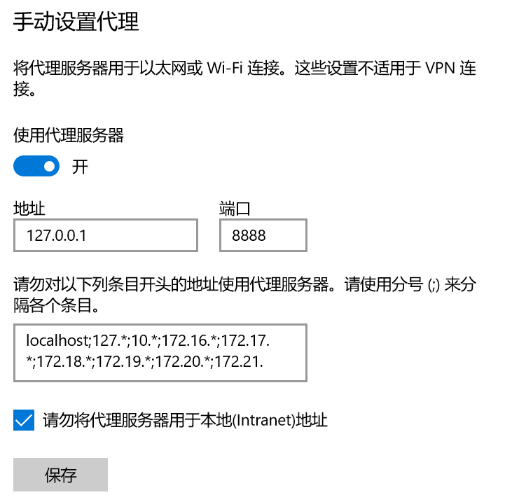 手动设置代理
将代理服务器用于以太网或 Wi-Fi 连接。这些设置不适用于 VPN 连
接。
使用代理服务器
开
地址
端口
127.0.0.1
8888
请勿对以下列条目开头的地址使用代理服务器。请使用分号 (;) 来分
隔各个条目。
localhost;127.*;10.*;172.16.*;172.17.
*;172.18.*;172.19.*;172.20.*;172.21.
请勿将代理服务器用于本地(Intranet)地址
保存